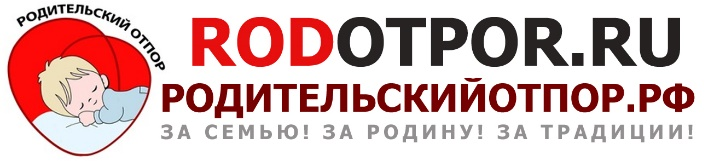 РОДИТЕЛЬСКИЙ ОТПОР
RODOTPOR.RU
РОДИТЕЛЬСКИЙОТПОР.РФ
ЗА СЕМЬЮ! ЗА РОДИНУ! ЗА ТРАДИЦИИ!